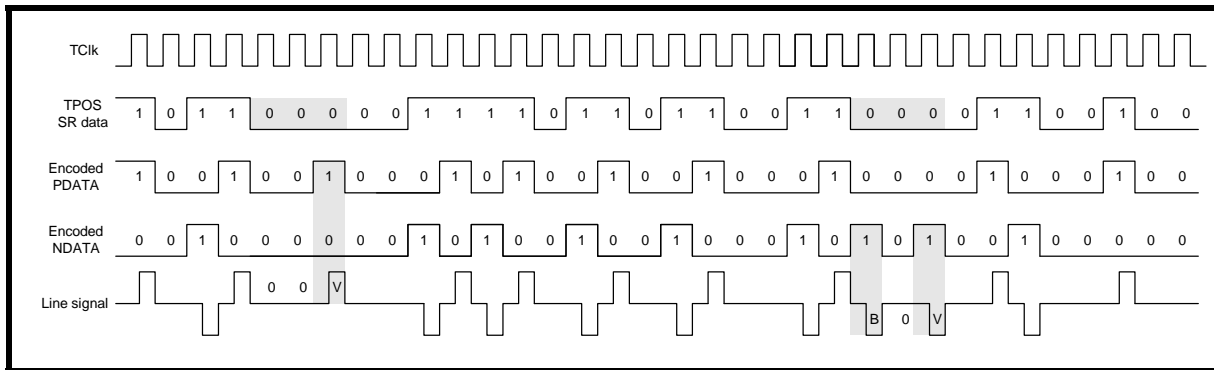 TClk
TPOS
SR data
1 0 1 1 0 0 0 0 0 1 1 1 1 0 1 1 0 1 1 0 0 1 1 0 0 0 0 1 1 0 0 1 0 0
Encoded
PDATA
1 0 0 1 0 0 1 0 0 0 1 0 1 0 0 1 0 0 1 0 0 0 1 0 0 0 0 1 0 0 0 1 0 0
Encoded
NDATA
0 0 1 0 0 0 0 0 0 1 0 1 0 0 1 0 0 1 0 0 0 1 0 1 0 1 0 0 1 0 0 0 0 0
Line signal
0 0 V
B 0 V